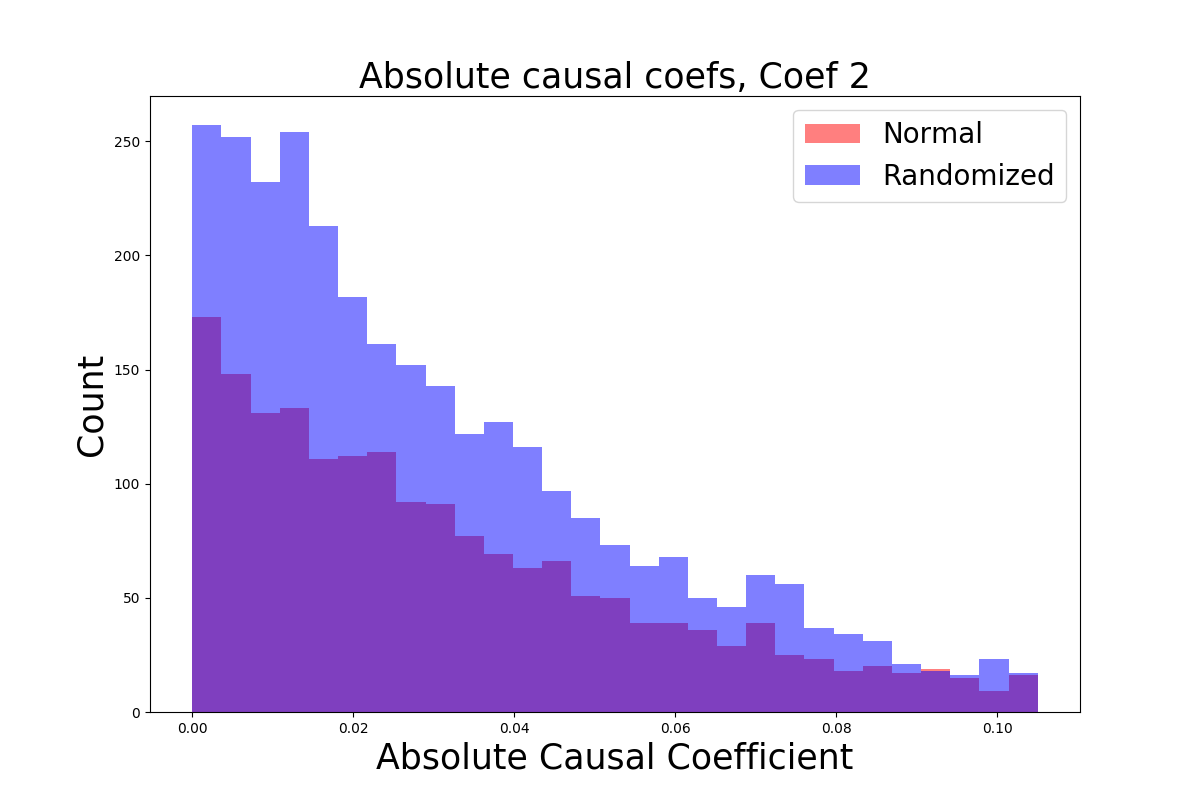 Absolute causal coefs, Coef 2
Normal
Randomized
Count
250
200
150
100
50
0
0.00 0.02 0.04 0.06 0.08 0.10
Absolute Causal Coefficient